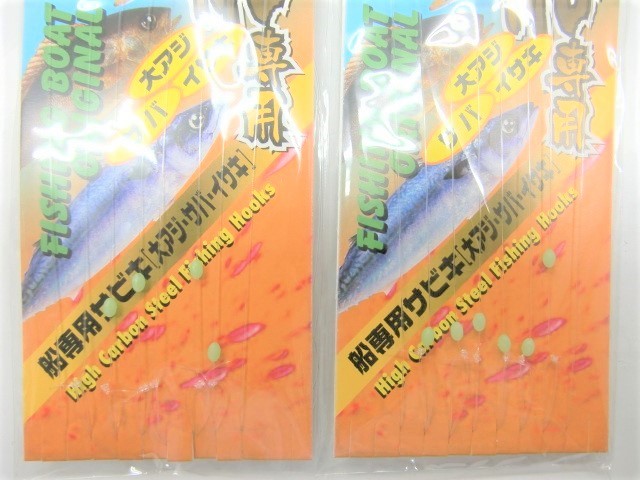 FISHING BOAT
ORIGINAL
専用
大アジ
イサキ
サバ
船専用サビキ[大アジ・サバ・イサキ]
High Carbon Steel Fishing Hooks
FISHING BOAT
ORIGINAL
専用
大アジ
イサキ
サバ
船専用サビキ[大アジ・サバ・イサキ]
High Carbon Steel Fishing Hooks